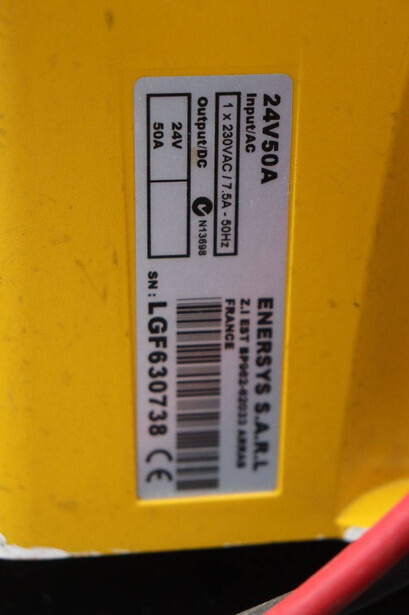 24V50A
Input/AC
1 x 230VAC / 7.5A - 50Hz
Output/DC
N13698
24V
50A
ENERSYS S.A.R.L
Z.I EST BP962-62033 ARRAS
FRANCE
SN : LGF630738 CE